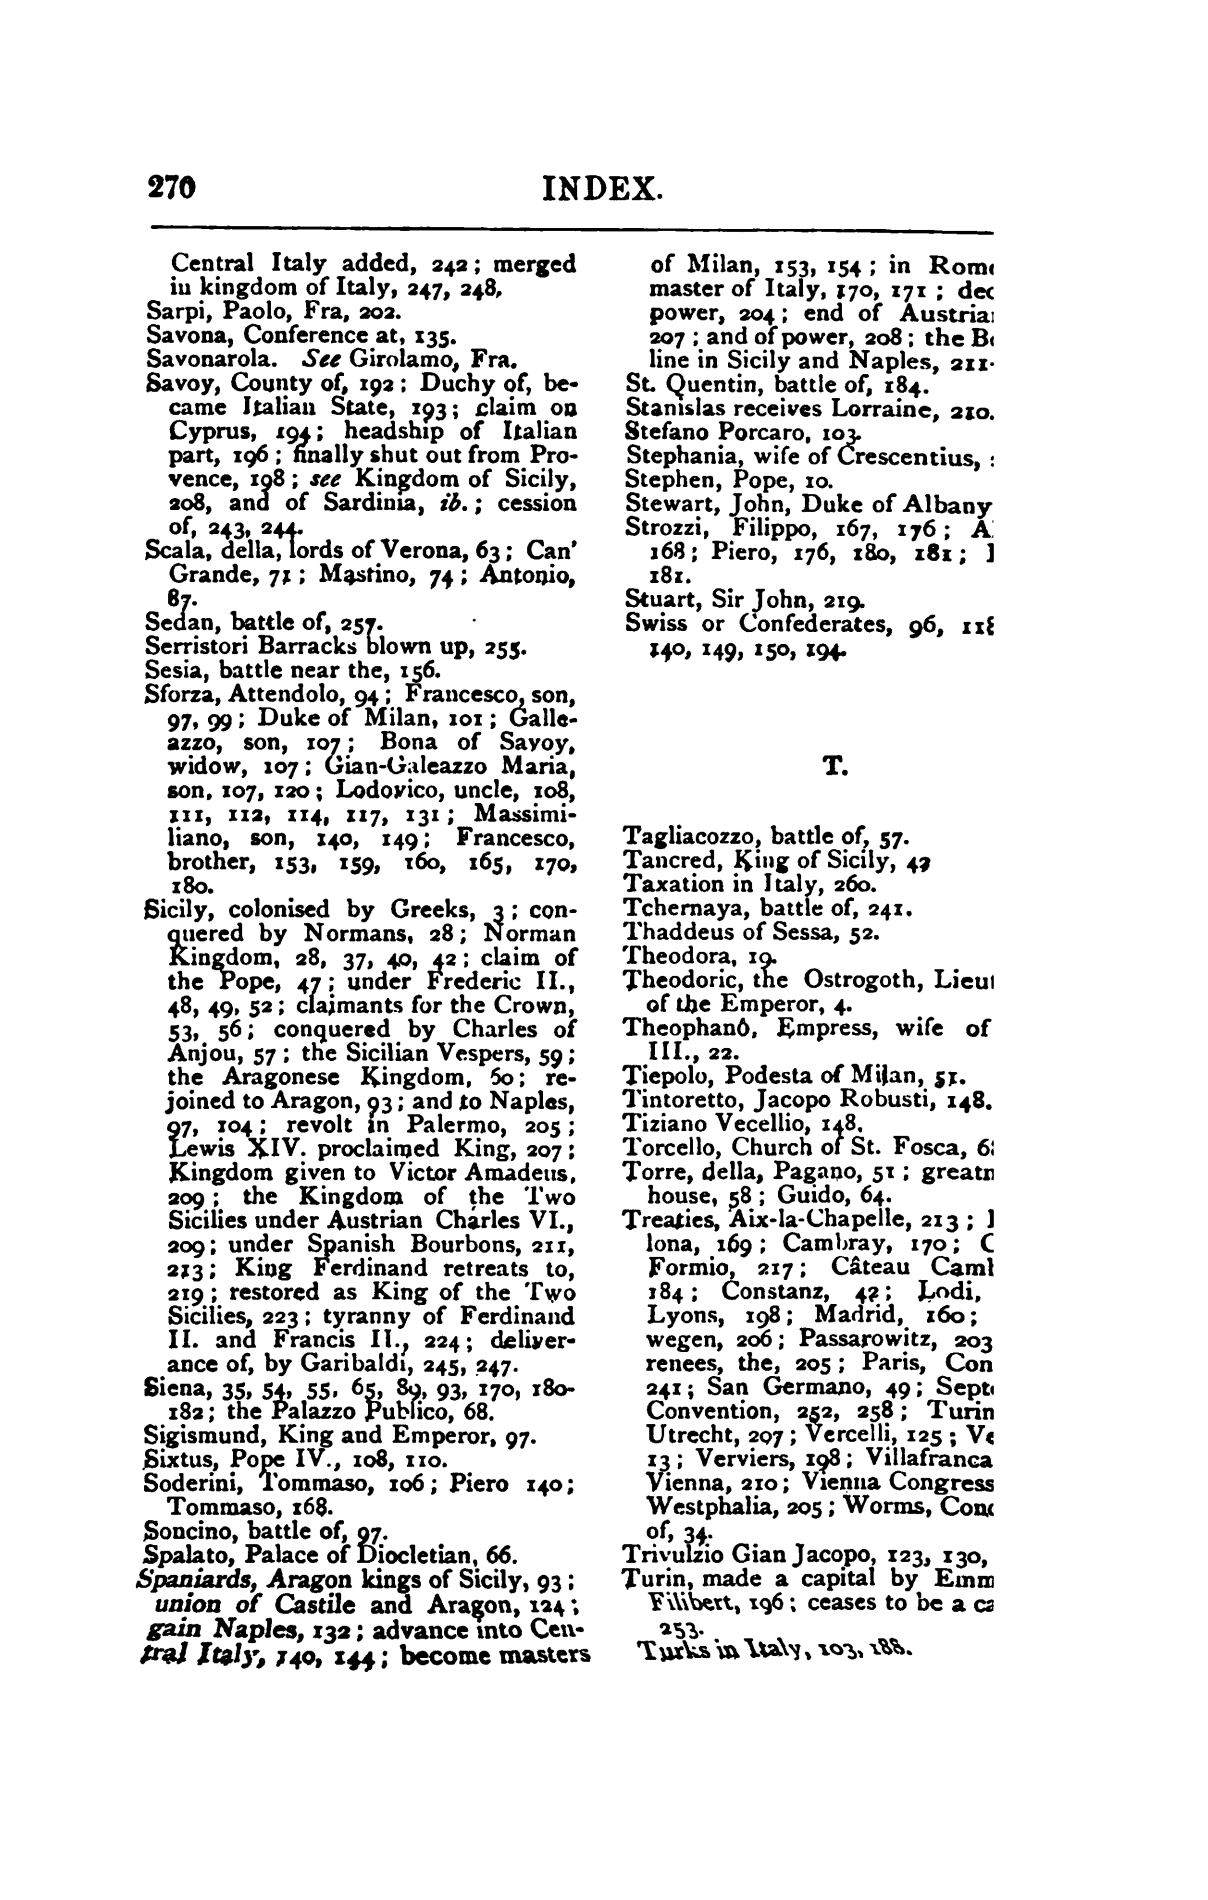 270 INDEX.
Central Italy added, 242 ; merged
in kingdom of Italy, 247, 248.
Sarpi, Paolo, Fra, 202.
Savona, Conference at, 135.
Savonarola. See Girolamo, Fra.
Savoy, County of, 192 ; Duchy of, be-
came Italian State, 193 ; claim on
Cyprus, 194 ; headship of Italian
part, 196 ; finally shut out from Pro-
vence, 198 ; see Kingdom of Sicily,
208, and of Sardinia, ib. ; cession
of, 243, 244.
Scala, della, lords of Verona, 63 ; Can'
Grande, 71 ; Mastino, 74 ; Antonio,
87.
Sedan, battle of, 257.
Serristori Barracks blown up, 255.
Sesia, battle near the, 156.
Sforza, Attendolo, 94 ; Francesco, son,
97, 99 ; Duke of Milan, 101 ; Galle-
azzo, son, 107 ; Bona of Savoy,
widow, 107 ; Gian-Galeazzo Maria,
son, 107, 120 ; Lodovico, uncle, 108,
111, 112, 114, 117, 131 ; Massimi-
liano, son, 140, 149 ; Francesco,
brother, 153, 159, 160, 165, 170,
180.
Sicily, colonised by Greeks, 3 ; con-
quered by Normans, 28 ; Norman
Kingdom, 28, 37, 40, 42 ; claim of
the Pope, 47 ; under Frederic II.,
48, 49, 52 ; claimants for the Crown,
53, 56 ; conquered by Charles of
Anjou, 57 ; the Sicilian Vespers, 59 ;
the Aragonese Kingdom, 60 ; re-
joined to Aragon, 93 ; and to Naples,
97, 104 ; revolt in Palermo, 205 ;
Lewis XIV. proclaimed King, 207 ;
Kingdom given to Victor Amadeus,
209 ; the Kingdom of the Two
Sicilies under Austrian Charles VI.,
209 ; under Spanish Bourbons, 211,
213 ; King Ferdinand retreats to,
219 ; restored as King of the Two
Sicilies, 223 ; tyranny of Ferdinand
II. and Francis II., 224 ; deliver-
ance of, by Garibaldi, 245, 247.
Siena, 35, 54, 55, 65, 89, 93, 170, 180-
182 ; the Palazzo Publico, 68.
Sigismund, King and Emperor, 97.
Sixtus, Pope IV., 108, 110.
Soderini, Tommaso, 106 ; Piero 140 ;
Tommaso, 168.
Soncino, battle of, 97.
Spalato, Palace of Diocletian, 66.
Spaniards, Aragon kings of Sicily, 93 ;
union of Castile and Aragon, 124 ;
gain Naples, 132 ; advance into Cen-
tral Italy, 140, 144 ; become masters
of Milan, 153, 154 ; in Rom
master of Italy, 170, 171 ; dec
power, 204 ; end of Austria
207 ; and of power, 208 ; the B
line in Sicily and Naples, 211-
St. Quentin, battle of, 184.
Stanislas receives Lorraine, 210.
Stefano Porcaro, 103.
Stephania, wife of Crescentius,
Stephen, Pope, 10.
Stewart, John, Duke of Albany
Strozzi, Filippo, 167, 176 ; A
168 ; Piero, 176, 180, 181 ;
181.
Stuart, Sir John, 219.
Swiss or Confederates, 96, 118
140, 149, 150, 194.
T.
Tagliacozzo, battle of, 57.
Tancred, King of Sicily, 42
Taxation in Italy, 260.
Tchernaya, battle of, 241.
Thaddeus of Sessa, 52.
Theodora, 19.
Theodoric, the Ostrogoth, Lieut
of the Emperor, 4.
Theophanô, Empress, wife of
III., 22.
Tiepolo, Podesta of Milan, 51.
Tintoretto, Jacopo Robusti, 148.
Tiziano Vecellio, 148.
Torcello, Church of St. Fosca, 6
Torre, della, Pagano, 51 ; greatn
house, 58 ; Guido, 64.
Treaties, Aix-la-Chapelle, 213 ;
lona, 169 ; Cambray, 170 ; C
Formio, 217 ; Câteau Caml
184 ; Constanz, 42 ; Lodi,
Lyons, 198 ; Madrid, 160 ;
wegen, 206 ; Passarowitz, 203
renees, the, 205 ; Paris, Con
241 ; San Germano, 49 ; Sept
Convention, 252, 258 ; Turin
Utrecht, 207 ; Vercelli, 125 ; Ve
13 ; Verviers, 198 ; Villafranca
Vienna, 210 ; Vienna Congress
Westphalia, 205 ; Worms, Conc
of, 34.
Trivulzio Gian Jacopo, 123, 130,
Turin, made a capital by Emm
Filibert, 196 ; ceases to be a ca
253.
Turks in Italy, 103, 188.